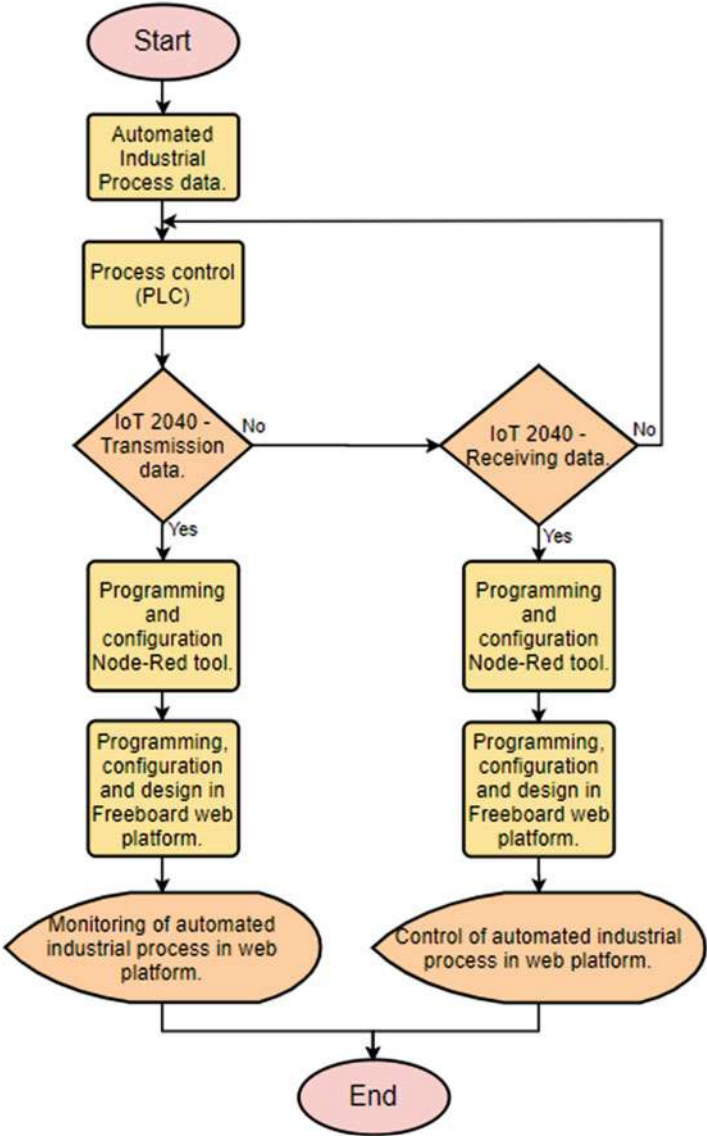 Start
Automated
Industrial
Process data.
Process control
(PLC)
IoT 2040 -
Transmission
data.
No
Yes
IoT 2040 -
Receiving data.
No
Yes
Programming
and
configuration
Node-Red tool.
Programming,
configuration
and design in
Freeboard web
platform.
Monitoring of automated
industrial process in web
platform.
Programming
and
configuration
Node-Red tool.
Programming,
configuration
and design in
Freeboard web
platform.
Control of automated industrial
process in web platform.
End